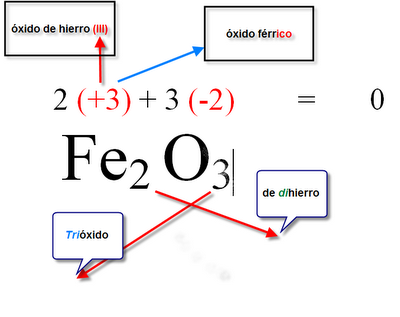 óxido de hierro (III)
óxido férrico
2 (+3) + 3 (-2) = 0
Fe2 O3
de dihierro
Trióxido